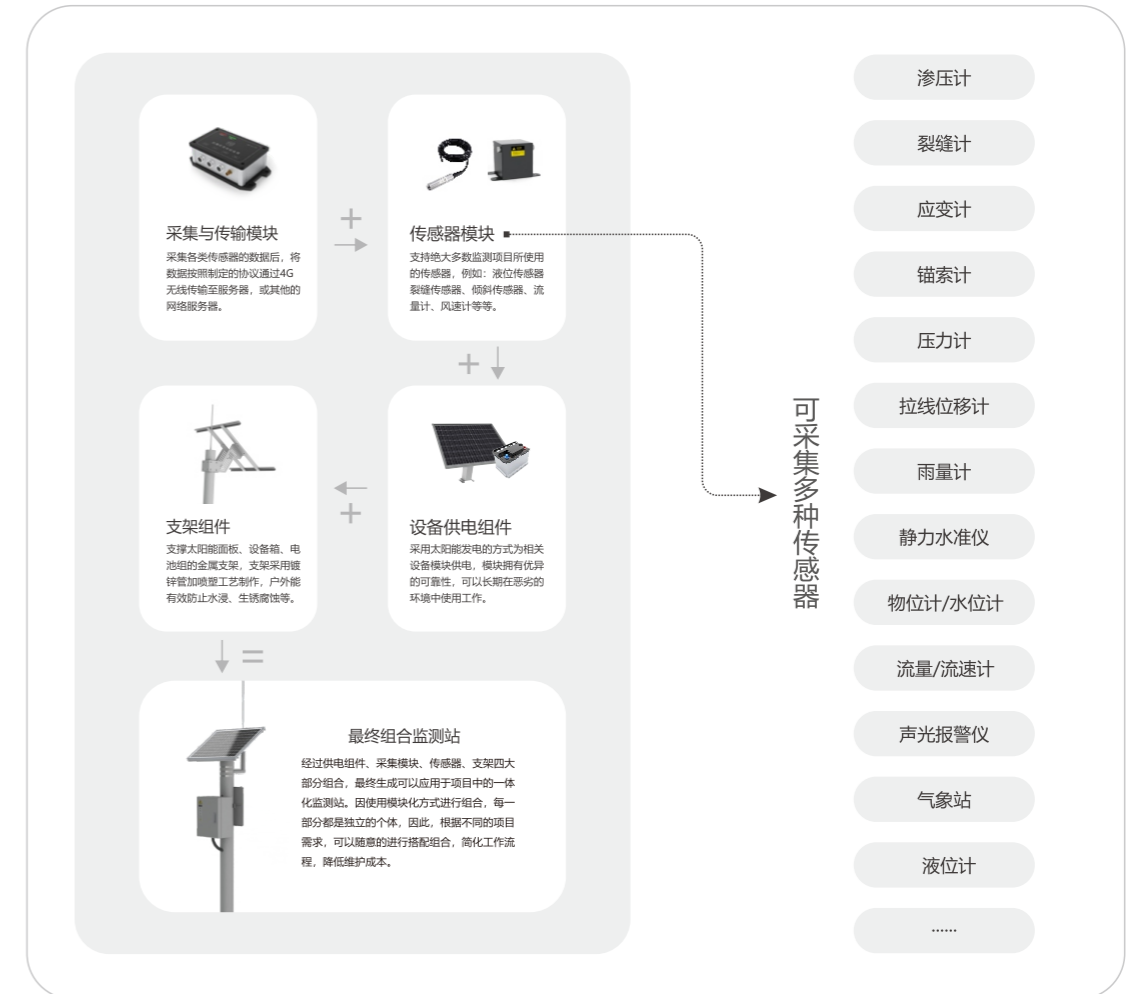 采集与传输模块
采集各类传感器的数据后，将
数据按照制定的协议通过4G
无线传输至服务器，或其他的
网络服务器。
+
传感器模块
支持绝大多数监测项目所使用
的传感器，例如：液位传感器
裂缝传感器、倾斜传感器、流
量计、风速计等等。
+
设备供电组件
采用太阳能发电的方式为相关
设备模块供电，模块拥有优异
的可靠性，可以长期在恶劣的
环境中使用工作。
+
支架组件
支撑太阳能面板、设备箱、电
池组的金属支架，支架采用镀
锌管加喷塑工艺制作，户外能
有效防止水浸、生锈腐蚀等。
=
最终组合监测站
经过供电组件、采集模块、传感器、支架四大
部分组合，最终生成可以应用于项目中的一体
化监测站。因使用模块化方式进行组合，每一
部分都是独立的个体，因此，根据不同的项目
需求，可以随意的进行搭配组合，简化工作流
程，降低维护成本。
可采集多种传感器
渗压计
裂缝计
应变计
锚索计
压力计
拉线位移计
雨量计
静力水准仪
物位计/水位计
流量/流速计
声光报警仪
气象站
液位计
······